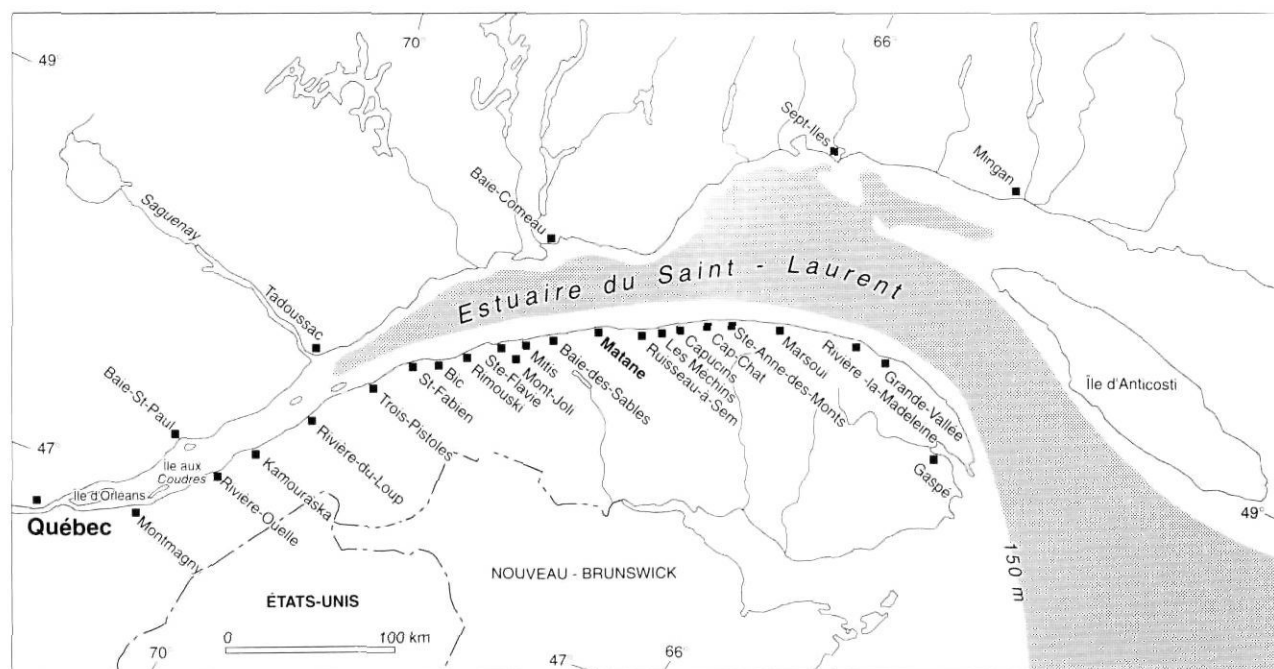 70°
66°
49°
Sept-Iles
Mingan
Baie-Comeau
Saguenay
Tadoussac
Estuaire du Saint - Laurent
Baie-St-Paul
Île d'Anticosti
47°
Île aux
Coudres
Île d'Orléans
Québec
Montmagny
Rivière-Ouelle
Kamouraska
Rivière-du-Loup
Trois-Pistoles
St-Fabien
Bic
Rimouski
Ste-Flavie
Mont-Joli
Mitis
Baie-des-Sables
Matane
Ruisseau-à-Sem
Les Méchins
Capucins
Cap-Chat
Ste-Anne-des-Monts
Marsoui
Rivière-la-Madeleine
Grande-Vallée
Gaspé
49°
150 m
NOUVEAU - BRUNSWICK
ÉTATS-UNIS
0 100 km
70°
47°
66°